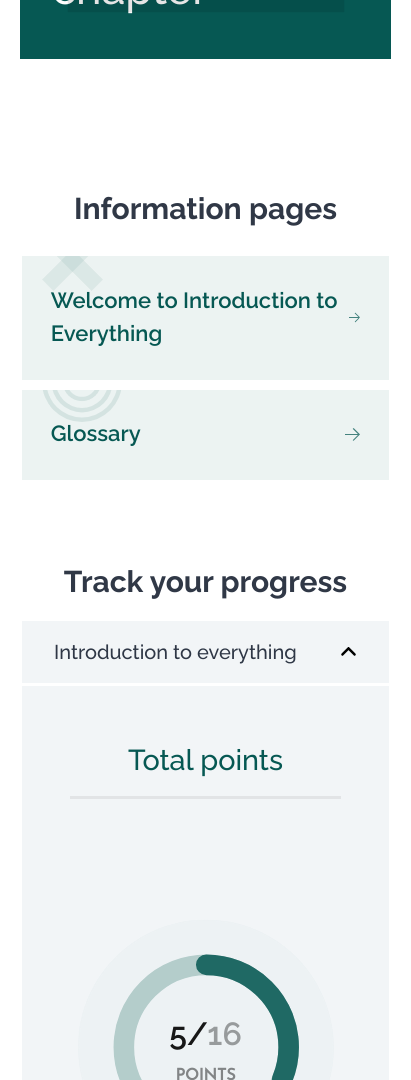 chapter
Information pages
Welcome to Introduction to
Everything
Glossary
Track your progress
Introduction to everything
Total points
5/16
POINTS